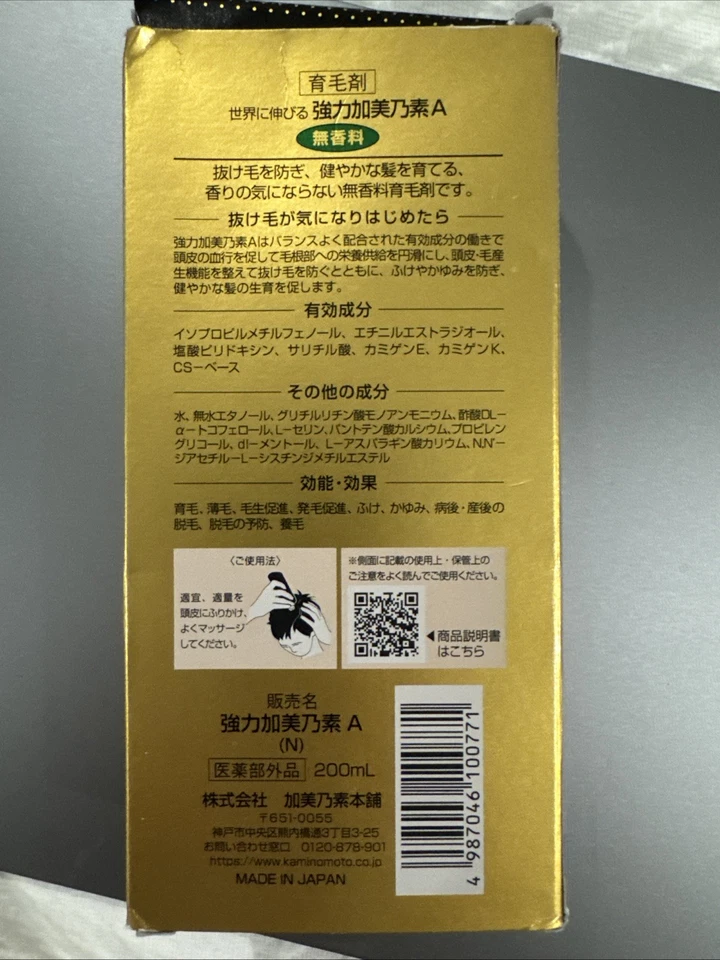 育毛剤
世界に伸びる 強力加美乃素A
無香料
抜け毛を防ぎ、健やかな髪を育てる、
香りの気にならない無香料育毛剤です。
抜け毛が気になりはじめたら
強力加美乃素Aはバランスよく配合された有効成分の働きで
頭皮の血行を促して毛根部への栄養供給を円滑にし、頭皮・毛産
生機能を整えて抜け毛を防ぐとともに、ふけやかゆみを防ぎ、
健やかな髪の生育を促します。
有効成分
イソプロピルメチルフェノール、エチニルエストラジオール、
塩酸ピリドキシン、サリチル酸、カミゲンE、カミゲンK、
CS－ベース
その他の成分
水、無水エタノール、グリチルリチン酸モノアンモニウム、酢酸DL－
α－トコフェロール、L－セリン、パントテン酸カルシウム、プロピレン
グリコール、dl－メントール、L－アスパラギン酸カリウム、N,N'－
ジアセチル－L－シスチンジメチルエステル
効能・効果
育毛、薄毛、毛生促進、発毛促進、ふけ、かゆみ、病後・産後の
脱毛、脱毛の予防、養毛
〈ご使用法〉
適宜、適量を
頭皮にふりかけ、
よくマッサージ
してください。
※側面に記載の使用上・保管上の
ご注意をよく読んでご使用ください。
◀商品説明書
はこちら
販売名
強力加美乃素 A
(N)
医薬部外品 200mL
株式会社 加美乃素本舗
〒651-0055
神戸市中央区熊内橋通3丁目3-25
お問い合わせ窓口 0120-878-901
https://www.kaminomoto.co.jp
MADE IN JAPAN
4 987046 100771